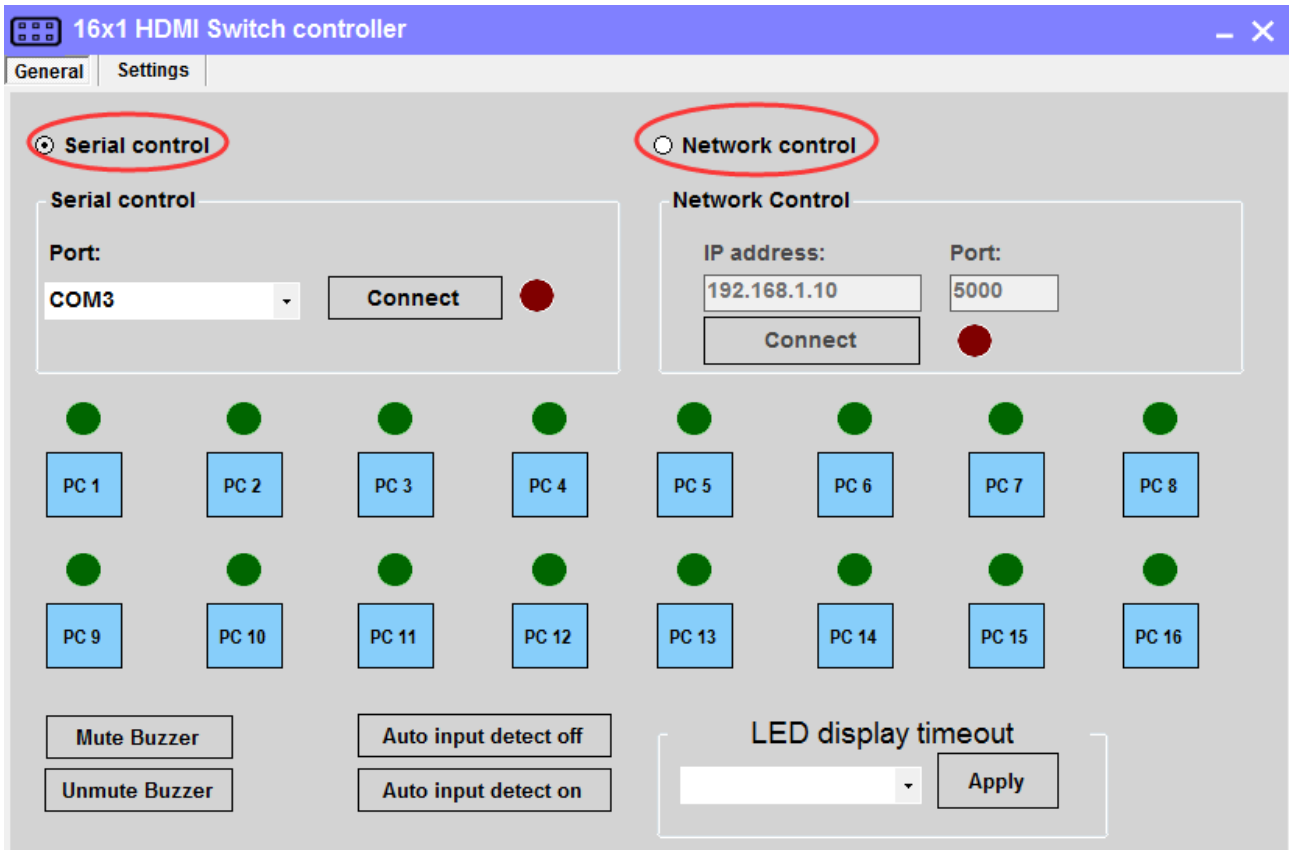 16x1 HDMI Switch controller
General Settings
Serial control
Network control
Serial control
Port:
COM3
Connect
Network Control
IP address: Port:
192.168.1.10 5000
Connect
PC 1 PC 2 PC 3 PC 4 PC 5 PC 6 PC 7 PC 8
PC 9 PC 10 PC 11 PC 12 PC 13 PC 14 PC 15 PC 16
Mute Buzzer
Unmute Buzzer
Auto input detect off
Auto input detect on
LED display timeout
Apply